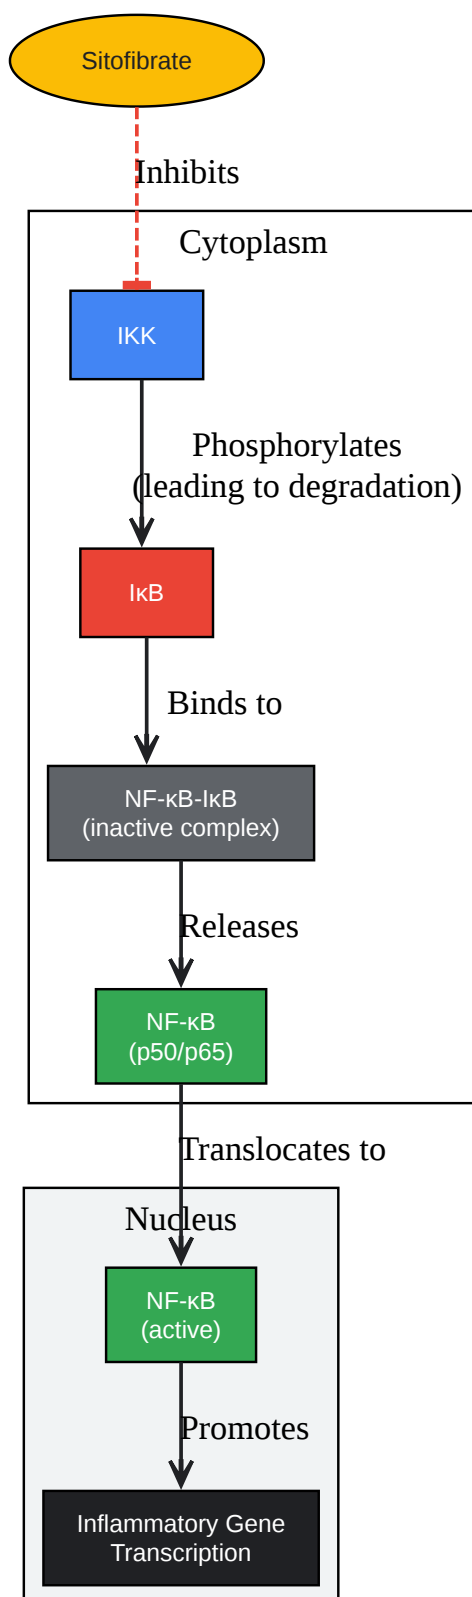 Sitofibrate
Inhibits
Cytoplasm
IKK
Phosphorylates
(leading to degradation)
IκB
Binds to
NF-κB-IκB
(inactive complex)
Releases
NF-κB
(p50/p65)
Translocates to
Nucleus
NF-κB
(active)
Promotes
Inflammatory Gene
Transcription